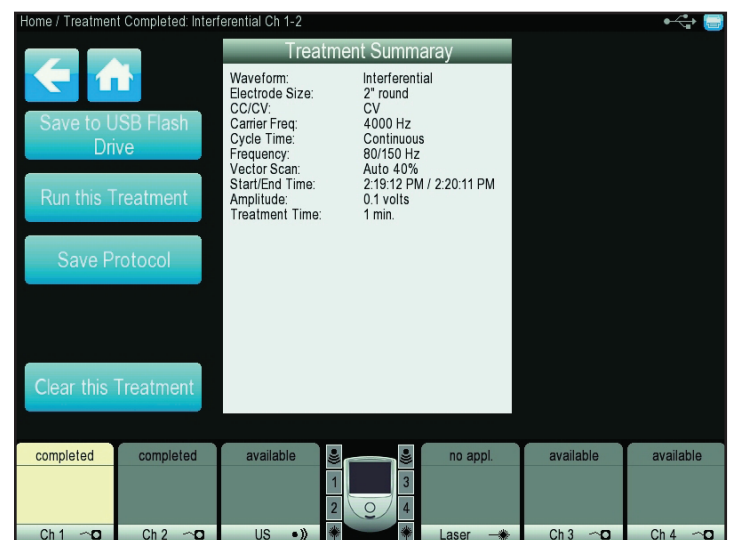 Home / Treatment Completed: Interferential Ch 1-2
Treatment Summaray
Save to USB Flash
Drive
Run this Treatment
Save Protocol
Clear this Treatment
Waveform: Interferential
Electrode Size: 2" round
CC/CV: CV
Carrier Freq: 4000 Hz
Cycle Time: Continuous
Frequency: 80/150 Hz
Vector Scan: Auto 40%
Start/End Time: 2:19:12 PM / 2:20:11 PM
Amplitude: 0.1 volts
Treatment Time: 1 min.
completed completed available no appl. available available
1 3
2 4
Ch 1 Ch 2 US Laser Ch 3 Ch 4